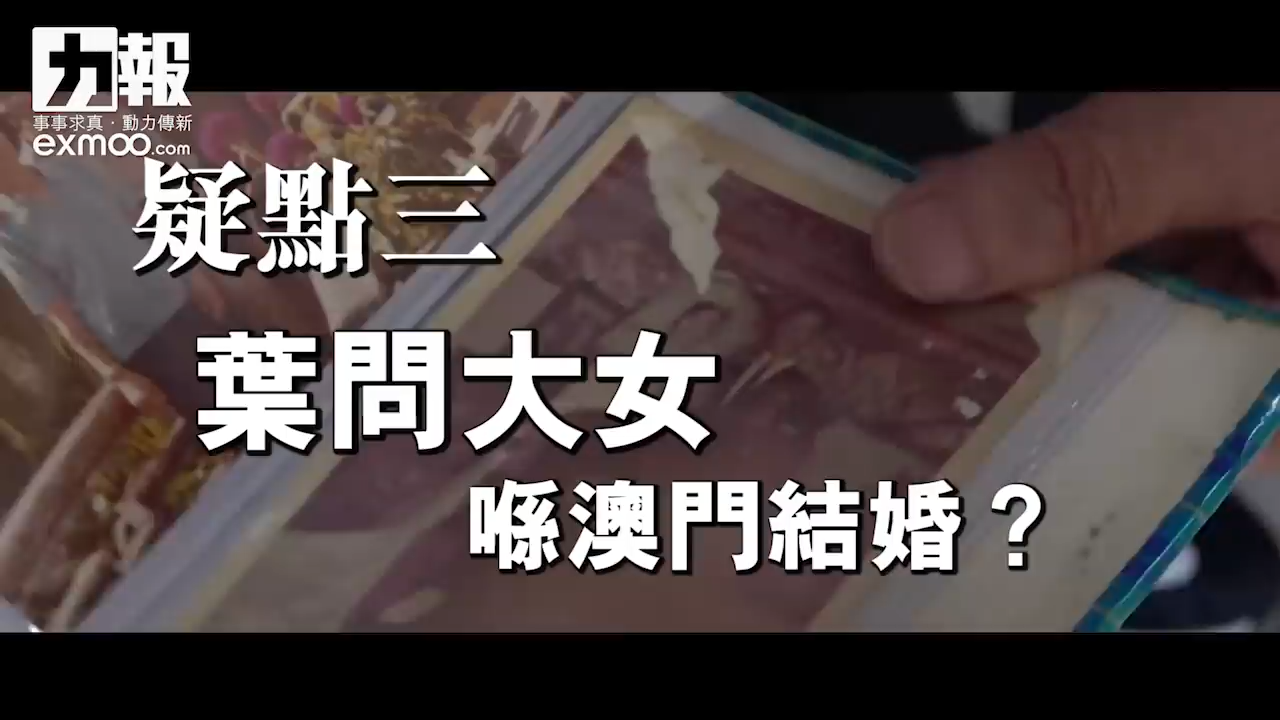 力報
事事求真·動力傳新
exmoo.com
疑點三
葉問大女
喺澳門結婚？